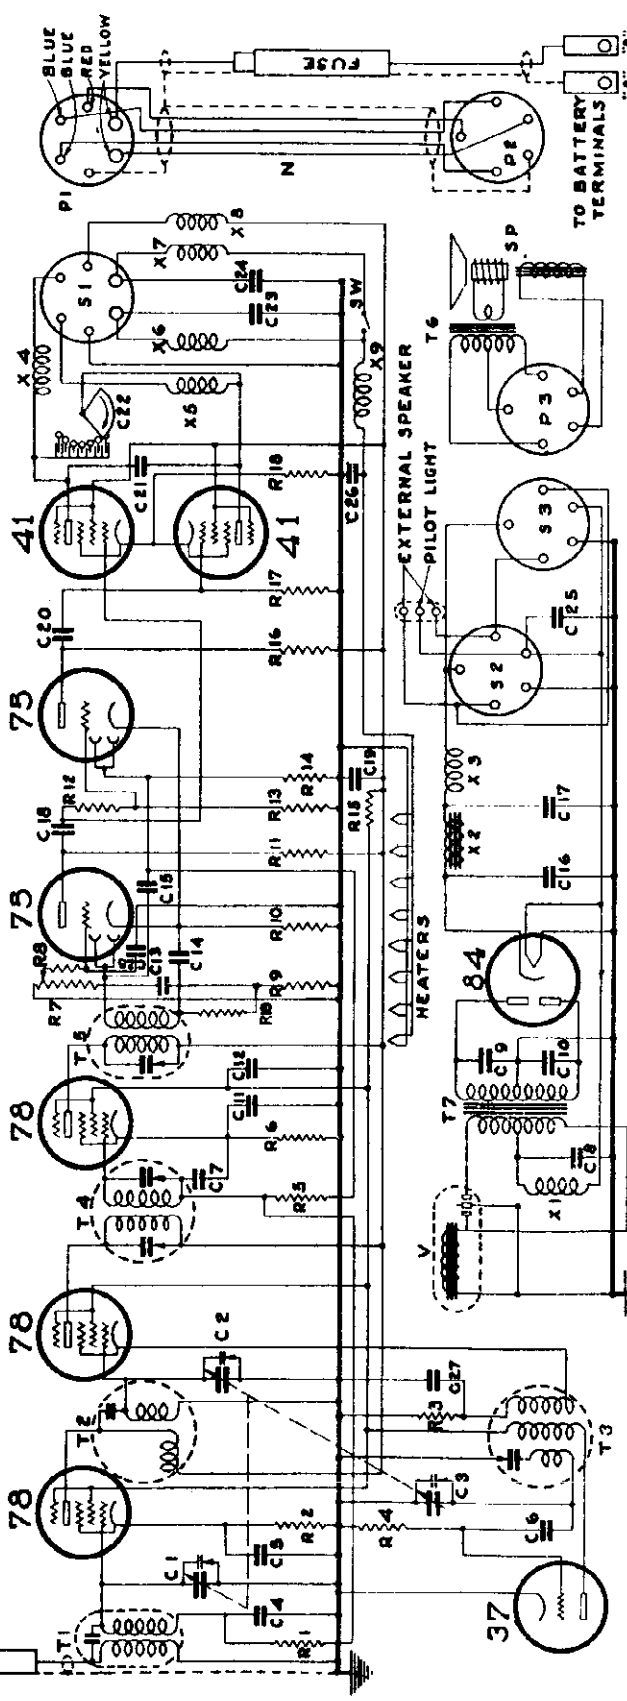 BLUE
BLUE
RED
YELLOW
P1
N
FUSE
P2
TO BATTERY
TERMINALS
X4
S1
X7
X8
C24
C23
X6
SW
X9
C22
X5
41
C21
R18
C26
41
EXTERNAL SPEAKER
PILOT LIGHT
T6
SP
P3
S3
C20
R17
R16
75
S2
C25
R12
C18
R14
R13
R11
C19
R15
X3
X2
C17
C16
75
C15
R10
C14
C13
R8
R7
R9
HEATERS
84
T5
C12
C11
78
R6
C9
C10
T7
C7
R5
T4
C8
X1
V
78
C2
T2
R3
C27
C3
T3
78
R2
R4
C1
C5
C6
C4
R1
T1
37